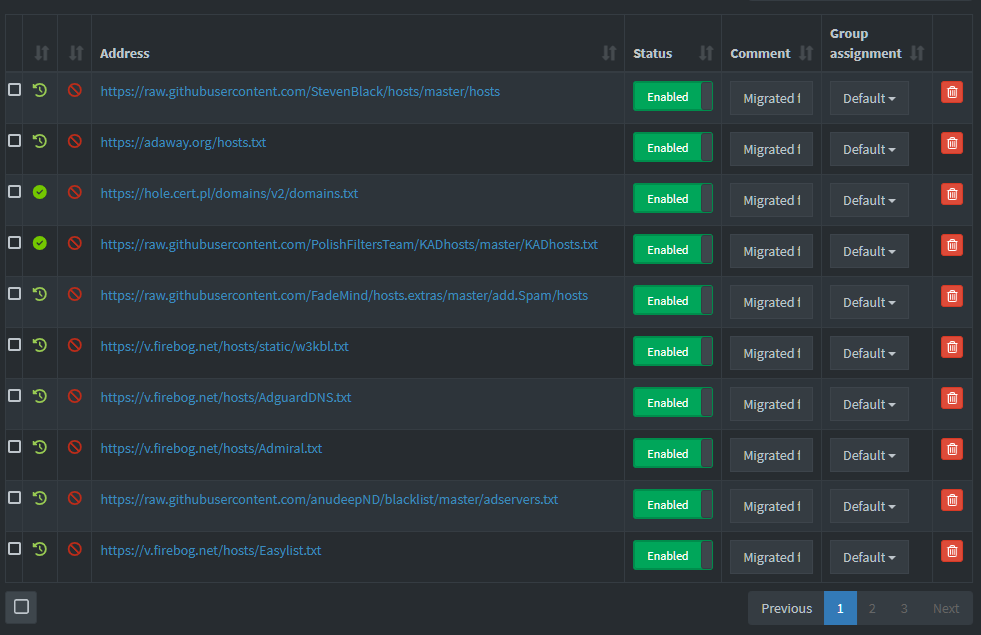 Address Status Comment Group assignment
https://raw.githubusercontent.com/StevenBlack/hosts/master/hosts Enabled Migrated f Default
https://adaway.org/hosts.txt Enabled Migrated f Default
https://hole.cert.pl/domains/v2/domains.txt Enabled Migrated f Default
https://raw.githubusercontent.com/PolishFiltersTeam/KADhosts/master/KADhosts.txt Enabled Migrated f Default
https://raw.githubusercontent.com/FadeMind/hosts.extras/master/add.Spam/hosts Enabled Migrated f Default
https://v.firebog.net/hosts/static/w3kbl.txt Enabled Migrated f Default
https://v.firebog.net/hosts/AdguardDNS.txt Enabled Migrated f Default
https://v.firebog.net/hosts/Admiral.txt Enabled Migrated f Default
https://raw.githubusercontent.com/anudeepND/blacklist/master/adservers.txt Enabled Migrated f Default
https://v.firebog.net/hosts/Easylist.txt Enabled Migrated f Default
Previous 1 2 3 Next